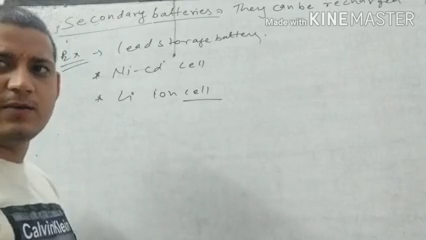 Secondary batteries. They can be recharged
Made with KINEMASTER
Ex → Lead storage battery.
* Ni-Cd cell
* Li Ion cell
CalvinKlein